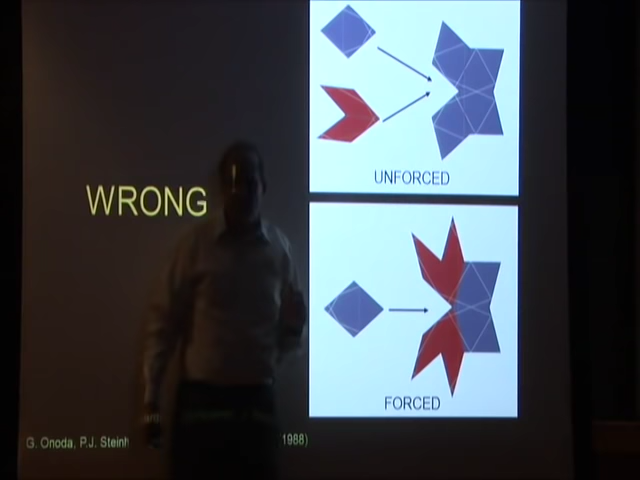 UNFORCED
WRONG
FORCED
G. Onoda, P.J. Steinh
1988)